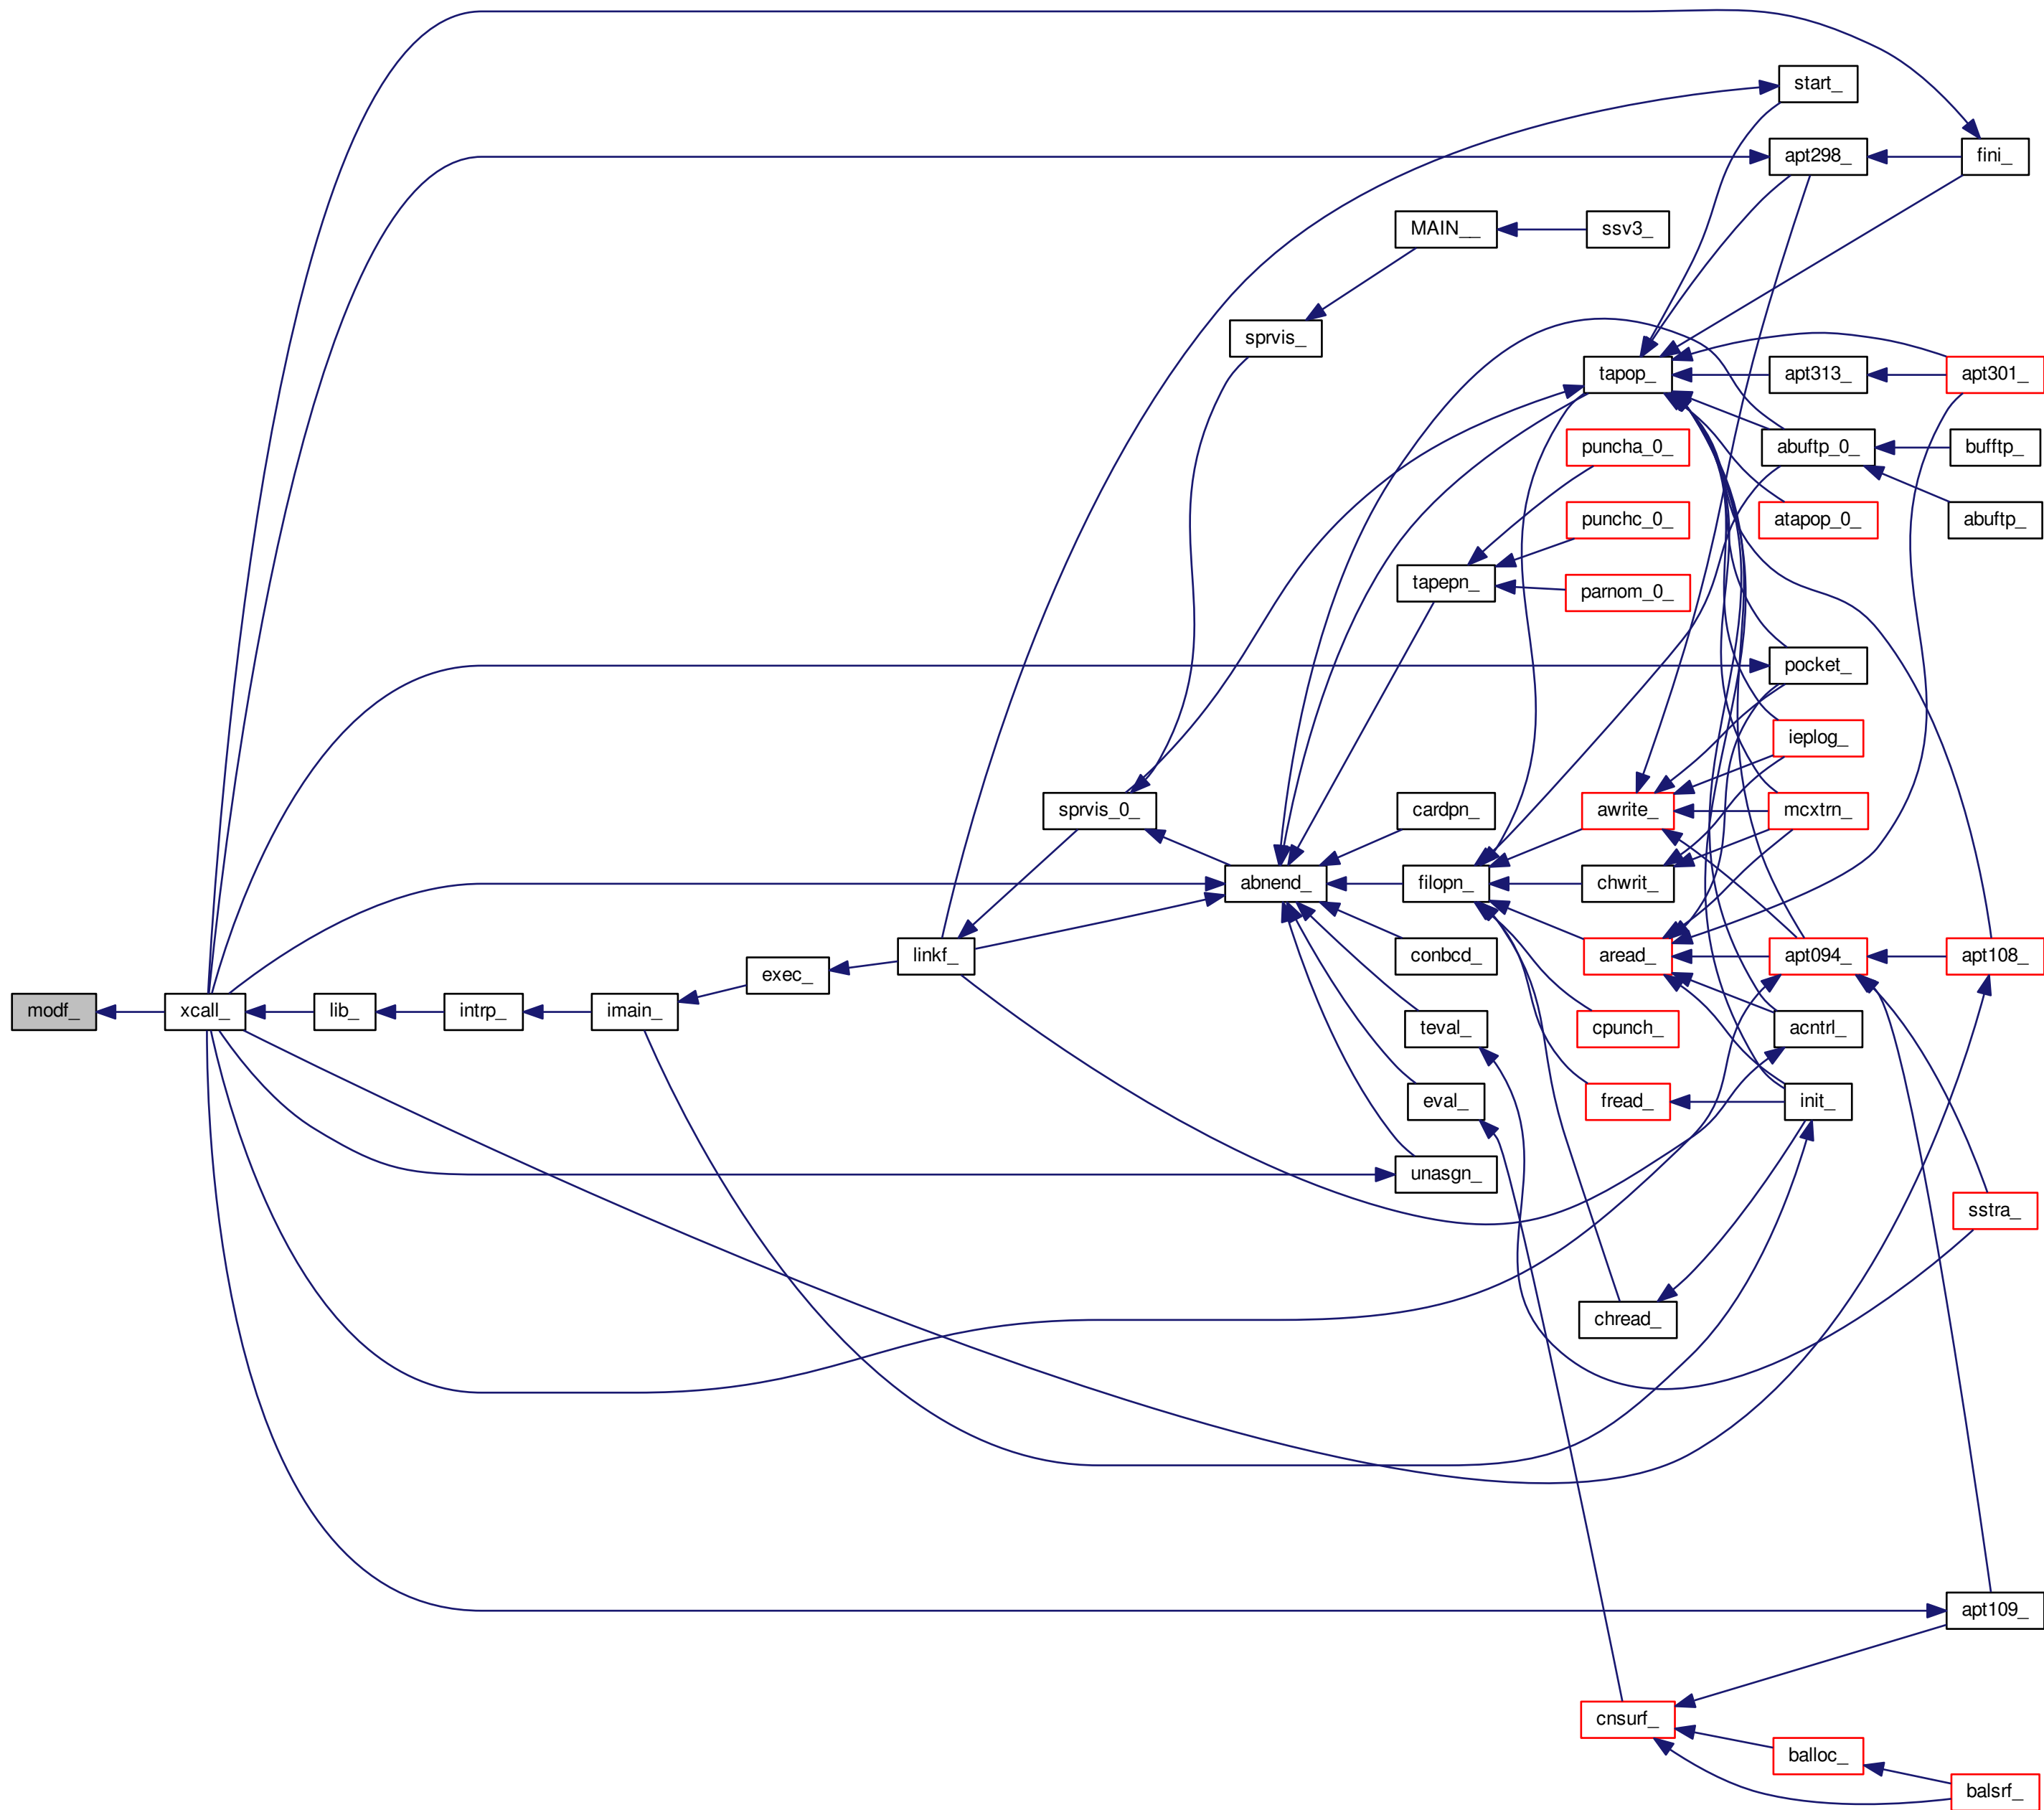 start_
apt298_
fini_
MAIN__
ssv3_
sprvis_
tapop_
apt313_
apt301_
puncha_0_
abuftp_0_
bufftp_
punchc_0_
atapop_0_
abuftp_
tapepn_
parnom_0_
pocket_
ieplog_
sprvis_0_
cardpn_
awrite_
mcxtrn_
abnend_
filopn_
chwrit_
linkf_
conbcd_
aread_
apt094_
apt108_
exec_
modf_
xcall_
lib_
intrp_
imain_
teval_
cpunch_
acntrl_
eval_
fread_
init_
unasgn_
sstra_
chread_
apt109_
cnsurf_
balloc_
balsrf_